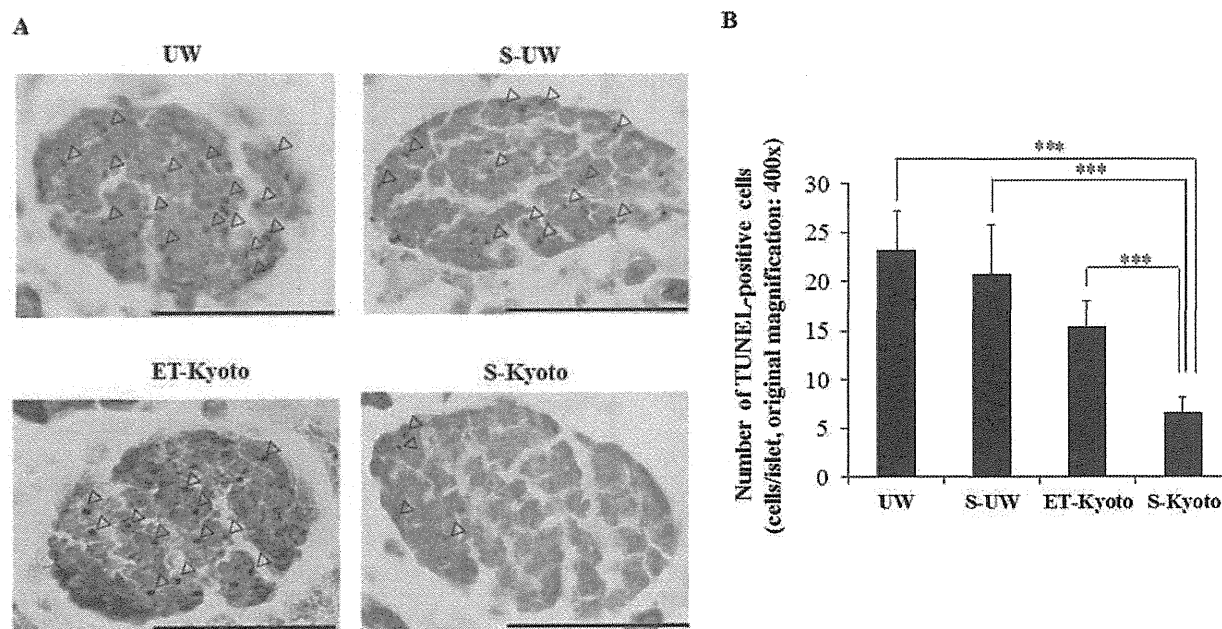 A
UW
S-UW
ET-Kyoto
S-Kyoto
B
Number of TUNEL-positive cells
(cells/islet, original magnification: 400x)
***
***
***
30
25
20
15
10
5
0
UW
S-UW
ET-Kyoto
S-Kyoto